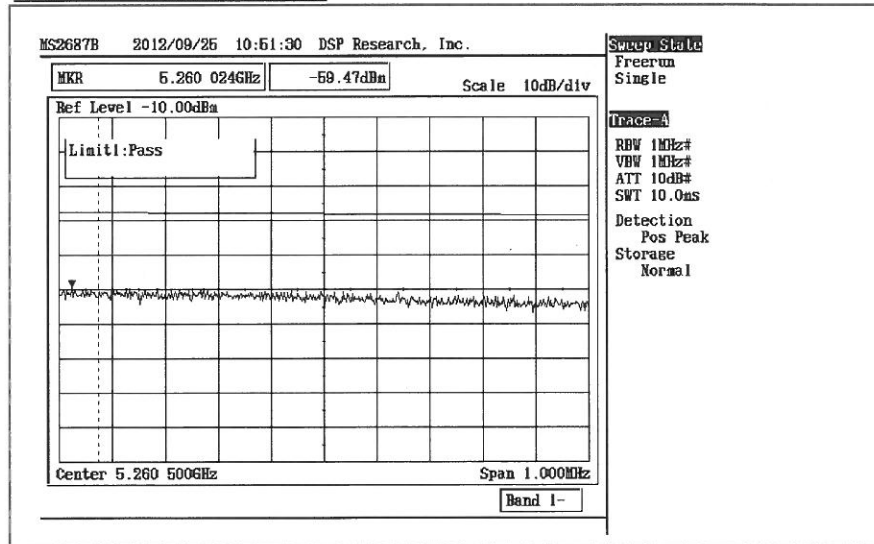 MS2687B 2012/09/25 10:51:30 DSP Research, Inc.
MKR 5.260 024GHz -59.47dBm
Scale 10dB/div
Ref Level -10.00dBm
Limit1:Pass
Center 5.260 500GHz Span 1.000MHz
Band 1-
Sweep State
Freerun
Single
Trace-A
RBW 1MHz#
VBW 1MHz#
ATT 10dB#
SWT 10.0ms
Detection
Pos Peak
Storage
Normal